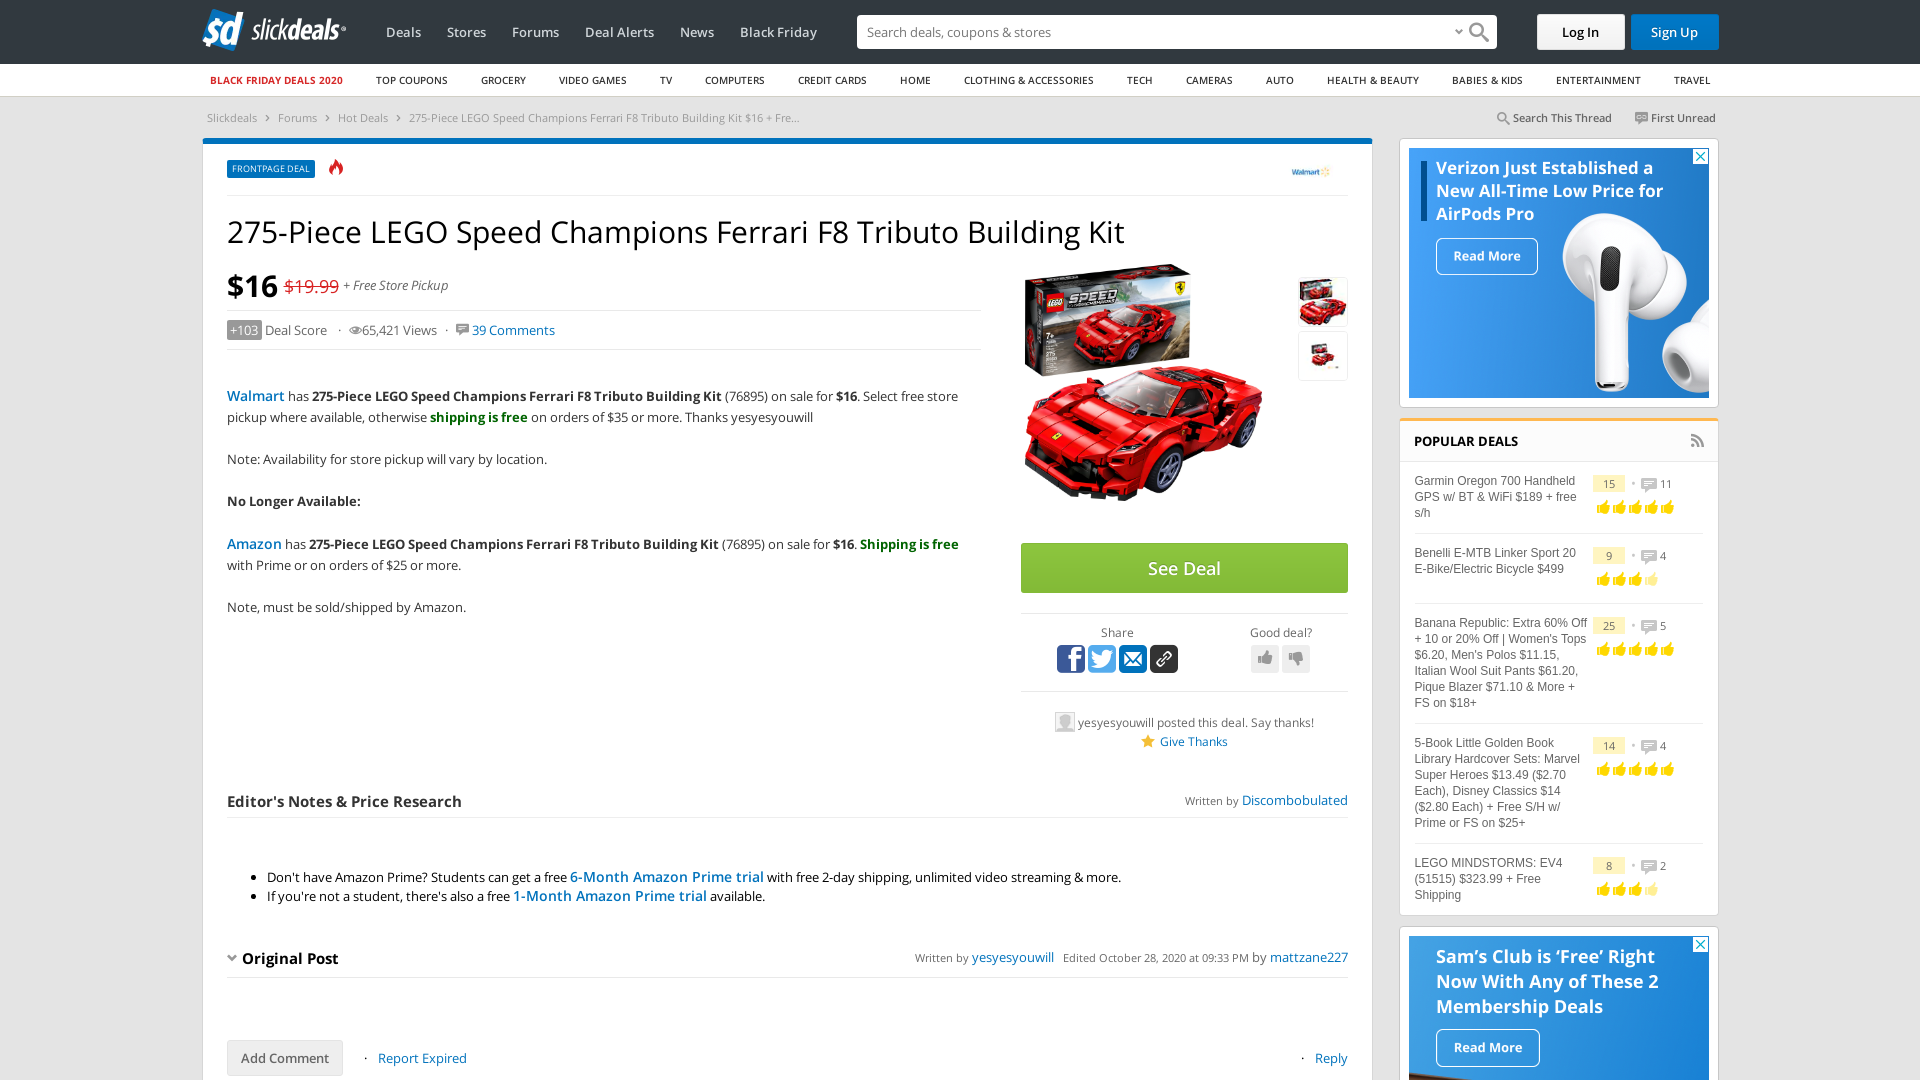 slickdeals
Deals Stores Forums Deal Alerts News Black Friday
Search deals, coupons & stores
Log In Sign Up
BLACK FRIDAY DEALS 2020 TOP COUPONS GROCERY VIDEO GAMES TV COMPUTERS CREDIT CARDS HOME CLOTHING & ACCESSORIES TECH CAMERAS AUTO HEALTH & BEAUTY BABIES & KIDS ENTERTAINMENT TRAVEL
Slickdeals > Forums > Hot Deals > 275-Piece LEGO Speed Champions Ferrari F8 Tributo Building Kit $16 + Fre...
Search This Thread First Unread
FRONTPAGE DEAL
Walmart
275-Piece LEGO Speed Champions Ferrari F8 Tributo Building Kit
$16 $19.99 + Free Store Pickup
+103 Deal Score · 65,421 Views · 39 Comments
Walmart has 275-Piece LEGO Speed Champions Ferrari F8 Tributo Building Kit (76895) on sale for $16. Select free store
pickup where available, otherwise shipping is free on orders of $35 or more. Thanks yesyesyouwill
Note: Availability for store pickup will vary by location.
No Longer Available:
Amazon has 275-Piece LEGO Speed Champions Ferrari F8 Tributo Building Kit (76895) on sale for $16. Shipping is free
with Prime or on orders of $25 or more.
Note, must be sold/shipped by Amazon.
LEGO SPEED
7+
275
See Deal
Share Good deal?
yesyesyouwill posted this deal. Say thanks!
Give Thanks
Editor's Notes & Price Research
Written by Discombobulated
• Don't have Amazon Prime? Students can get a free 6-Month Amazon Prime trial with free 2-day shipping, unlimited video streaming & more.
• If you're not a student, there's also a free 1-Month Amazon Prime trial available.
Original Post
Written by yesyesyouwill Edited October 28, 2020 at 09:33 PM by mattzane227
Add Comment · Report Expired · Reply
Verizon Just Established a
New All-Time Low Price for
AirPods Pro
Read More
POPULAR DEALS
Garmin Oregon 700 Handheld
GPS w/ BT & WiFi $189 + free
s/h
15 • 11
Benelli E-MTB Linker Sport 20
E-Bike/Electric Bicycle $499
9 • 4
Banana Republic: Extra 60% Off
+ 10 or 20% Off | Women's Tops
$6.20, Men's Polos $11.15,
Italian Wool Suit Pants $61.20,
Pique Blazer $71.10 & More +
FS on $18+
25 • 5
5-Book Little Golden Book
Library Hardcover Sets: Marvel
Super Heroes $13.49 ($2.70
Each), Disney Classics $14
($2.80 Each) + Free S/H w/
Prime or FS on $25+
14 • 4
LEGO MINDSTORMS: EV4
(51515) $323.99 + Free
Shipping
8 • 2
Sam's Club is ‘Free’ Right
Now With Any of These 2
Membership Deals
Read More